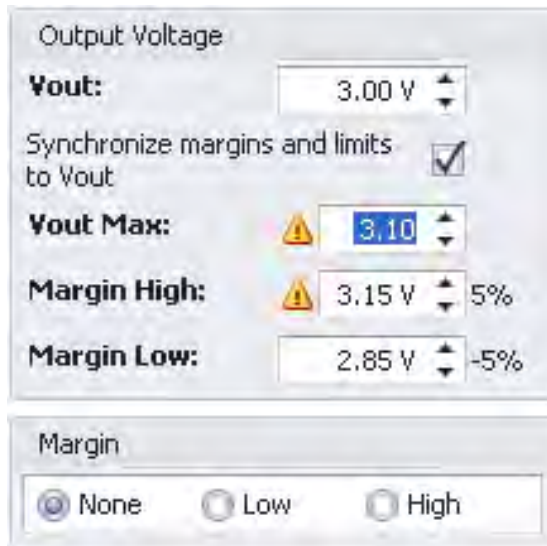 Output Voltage
Vout: 3.00 V
Synchronize margins and limits
to Vout
Vout Max: 3.10
Margin High: 3.15 V 5%
Margin Low: 2.85 V -5%
Margin
None Low High